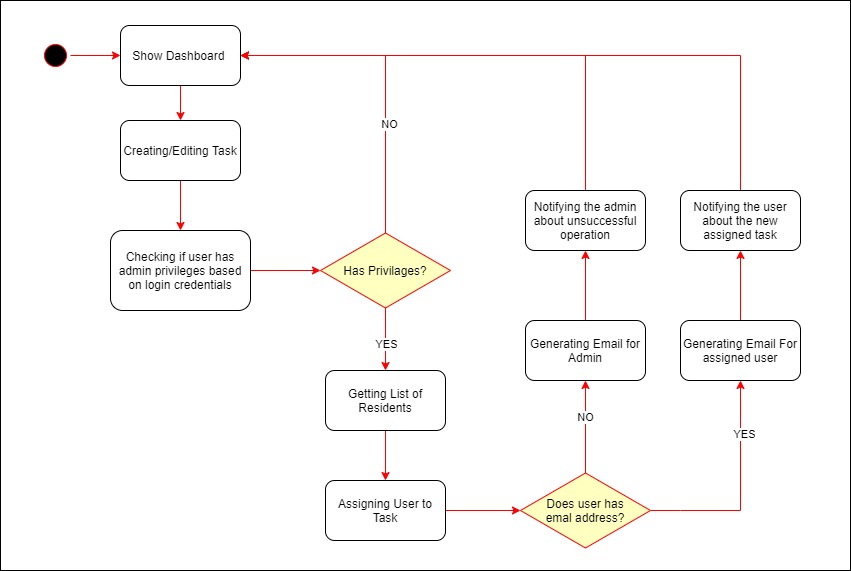 Show Dashboard
Creating/Editing Task
Checking if user has
admin privileges based
on login credentials
Has Privilages?
NO
YES
Getting List of
Residents
Assigning User to
Task
Does user has
emal address?
NO
YES
Generating Email for
Admin
Generating Email For
assigned user
Notifying the admin
about unsuccessful
operation
Notifying the user
about the new
assigned task